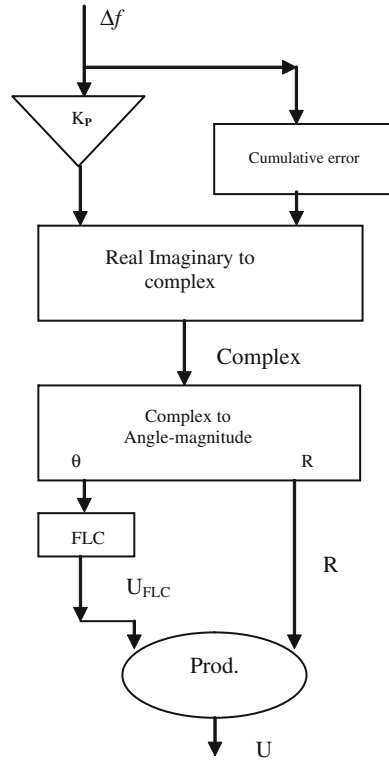 Δf
K_P
Cumulative error
Real Imaginary to
complex
Complex
Complex to
Angle-magnitude
θ R
FLC
R
U_FLC
Prod.
U